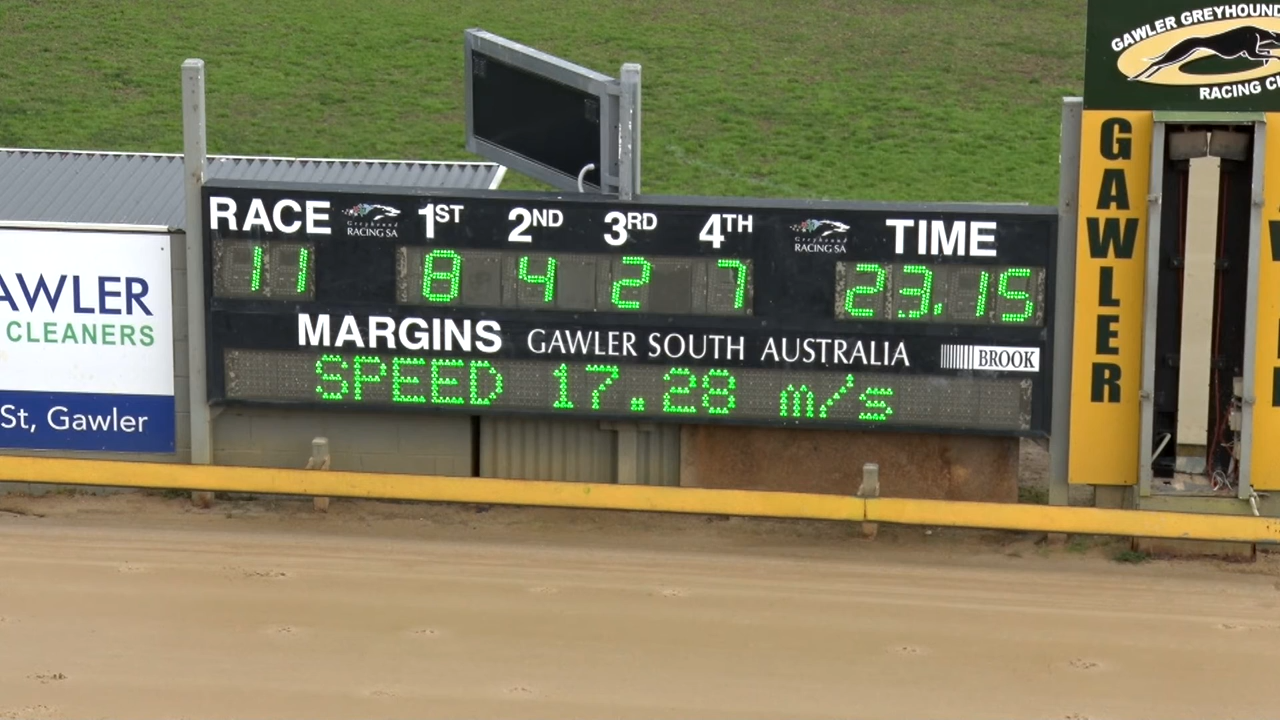 GAWLER GREYHOUND
RACING
GAWLER
RACE
Greyhound
RACING SA
1ST 2ND 3RD 4TH
Greyhound
RACING SA
TIME
11 8 4 2 7 23.15
MARGINS GAWLER SOUTH AUSTRALIA BROOK
SPEED 17.28 m/s
AWLER
CLEANERS
St, Gawler